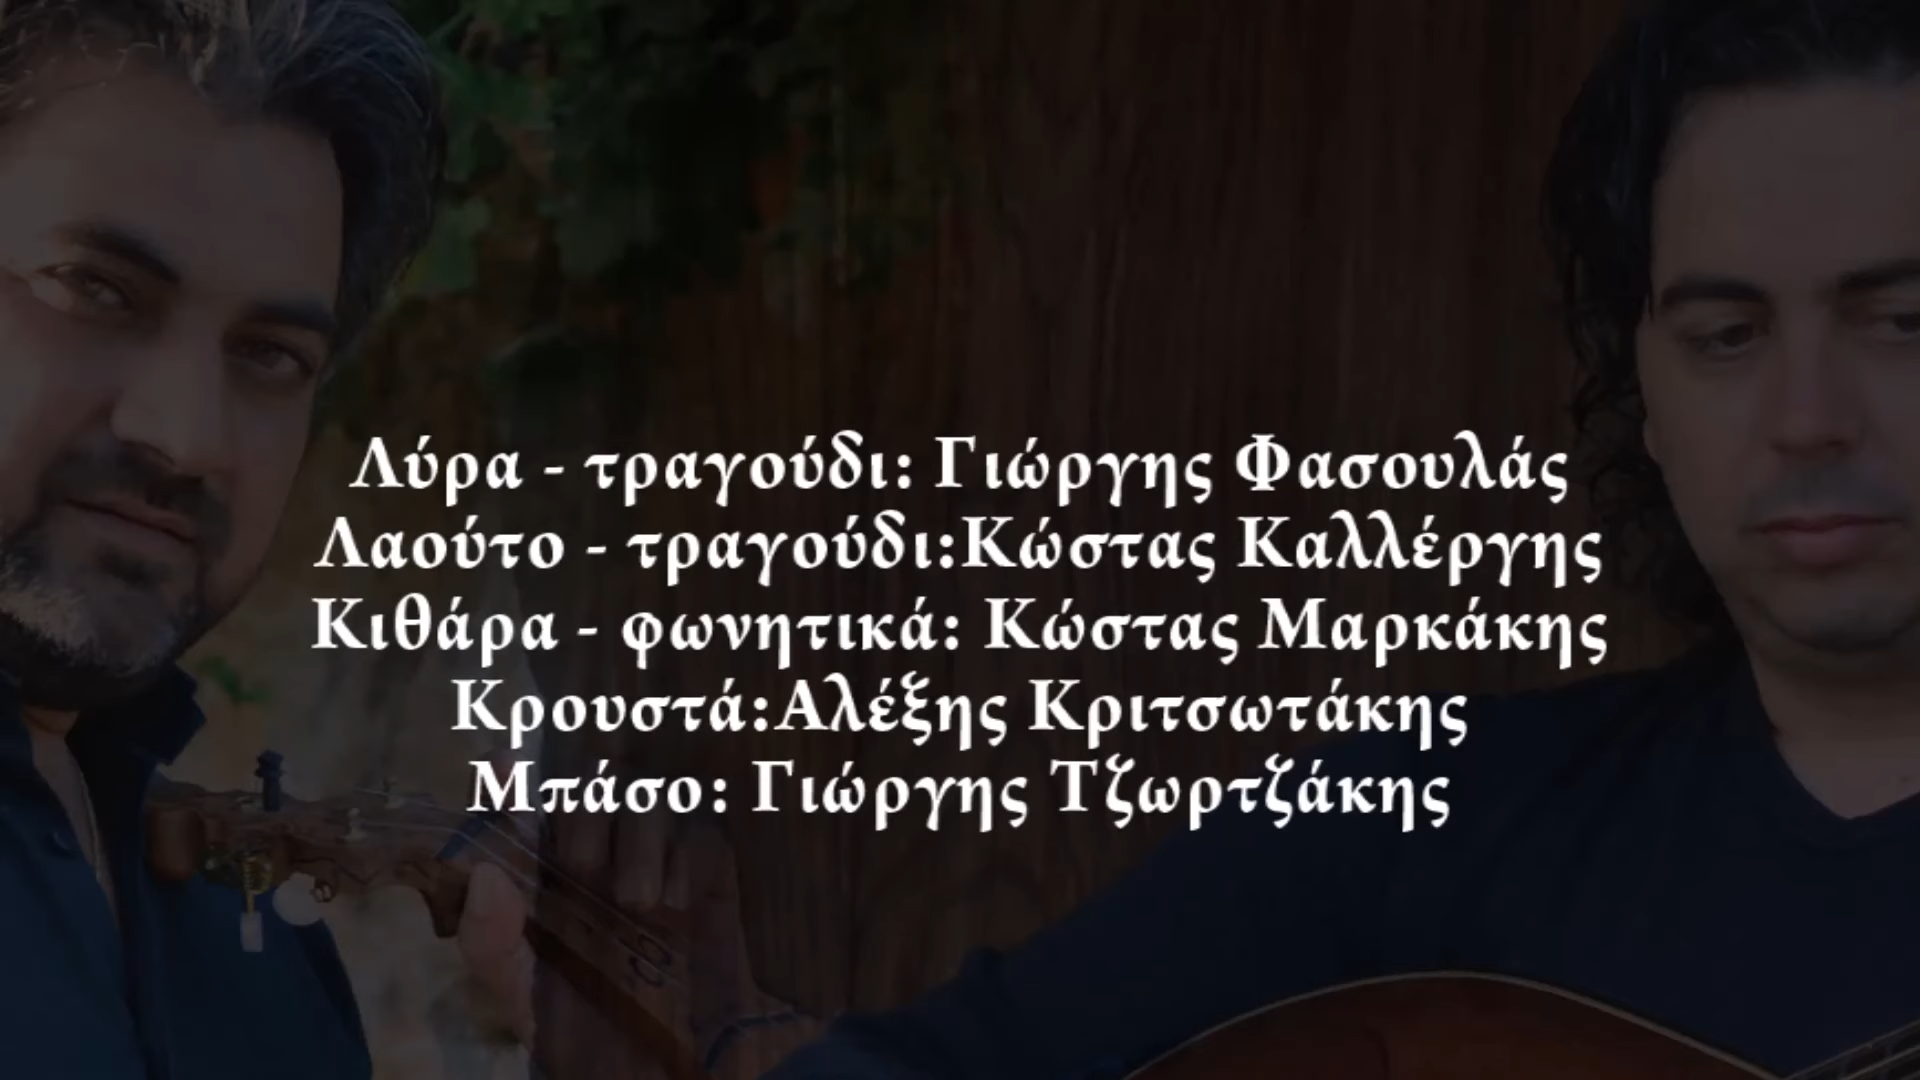 Λύρα - τραγούδι: Γιώργης Φασουλάς
Λαούτο - τραγούδι:Κώστας Καλλέργης
Κιθάρα - φωνητικά: Κώστας Μαρκάκης
Κρουστά:Αλέξης Κριτσωτάκης
Μπάσο: Γιώργης Τζωρτζάκης